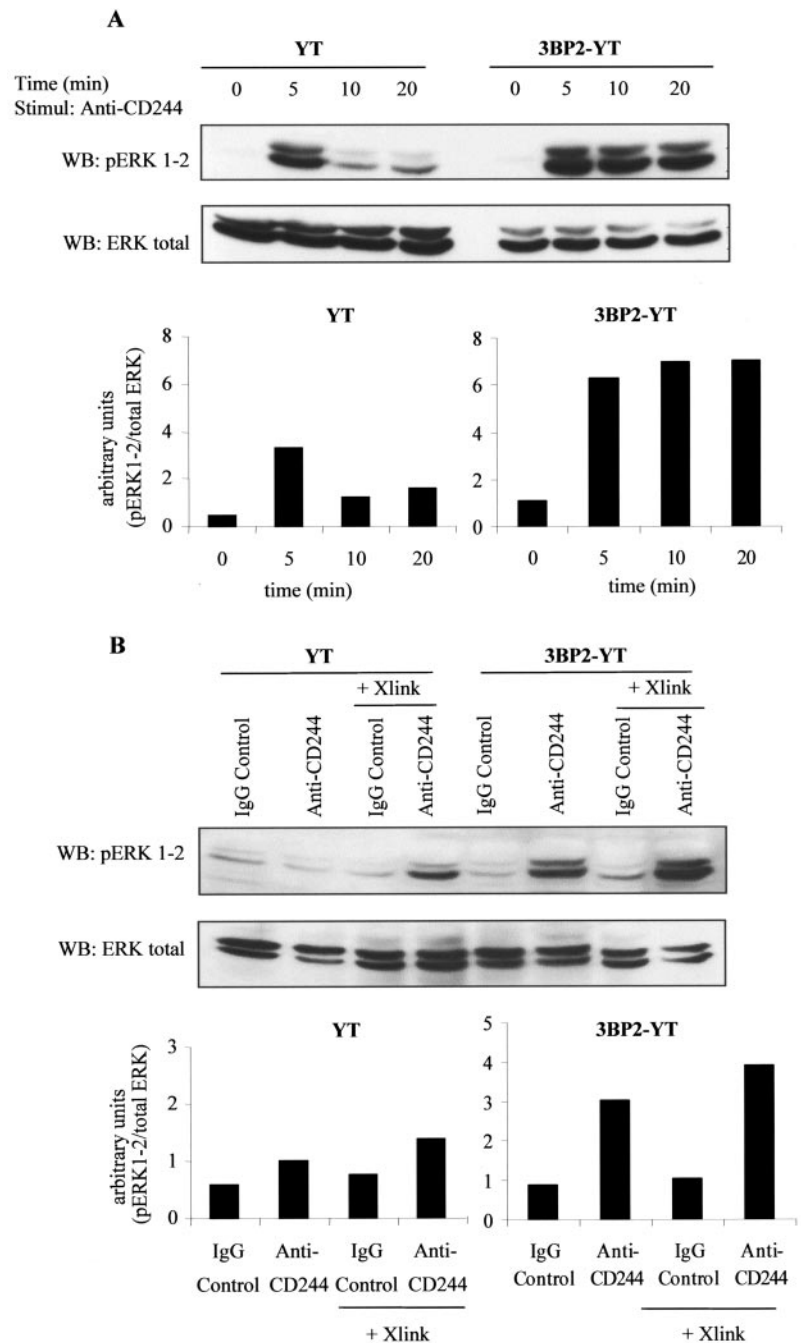 A
YT 3BP2-YT
Time (min) 0 5 10 20 0 5 10 20
Stimul: Anti-CD244
WB: pERK 1-2
WB: ERK total
YT 3BP2-YT
arbitrary units
(pERK1-2/total ERK)
8 8
6 6
4 4
2 2
0 0
0 5 10 20 0 5 10 20
time (min) time (min)
B
YT 3BP2-YT
+ Xlink + Xlink
IgG Control Anti-CD244 IgG Control Anti-CD244 IgG Control Anti-CD244 IgG Control Anti-CD244
WB: pERK 1-2
WB: ERK total
YT 3BP2-YT
arbitrary units
(pERK1-2/total ERK)
3 5
2 4
1 3
0 2
1
0
IgG Anti- IgG Anti- IgG Anti- IgG Anti-
Control CD244 Control CD244 Control CD244 Control CD244
+ Xlink + Xlink